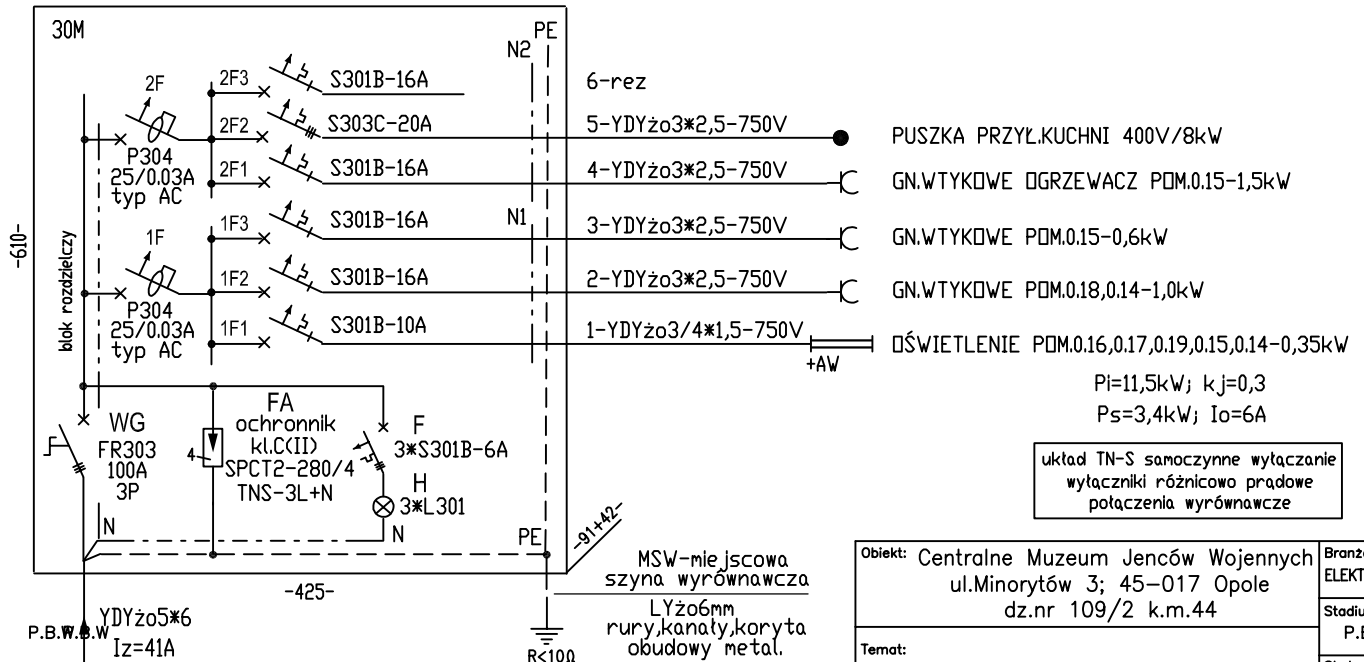 30M
PE
N2
2F
2F3
S301B-16A
6-rez
2F2
S303C-20A
5-YDYżo3*2,5-750V
PUSZKA PRZYŁ.KUCHNI 400V/8kW
P304
25/0.03A
typ AC
2F1
S301B-16A
4-YDYżo3*2,5-750V
GN.WTYKOWE OGRZEWACZ POM.0.15-1,5kW
-610-
blok rozdzielczy
1F
1F3
S301B-16A
N1
3-YDYżo3*2,5-750V
GN.WTYKOWE POM.0.15-0,6kW
1F2
S301B-16A
2-YDYżo3*2,5-750V
GN.WTYKOWE POM.0.18,0.14-1,0kW
P304
25/0.03A
typ AC
1F1
S301B-10A
1-YDYżo3/4*1,5-750V
+AW
OŚWIETLENIE POM.0.16,0.17,0.19,0.15,0.14-0,35kW
Pi=11,5kW; kj=0,3
Ps=3,4kW; Io=6A
WG
FR303
100A
3P
FA
ochronnik
kl.C(II)
SPCT2-280/4
TNS-3L+N
4
F
3*S301B-6A
H
3*L301
N
N
PE
układ TN-S samoczynne wyłączanie
wyłączniki różnicowo prądowe
połączenia wyrównawcze
-91+42-
-425-
MSW-miejscowa
szyna wyrównawcza
LYżo6mm
rury,kanały,koryta
obudowy metal.
R<10Ω
P.B.W
P.B.W
YDYżo5*6
Iz=41A
Obiekt: Centralne Muzeum Jenców Wojennych
ul.Minorytów 3; 45-017 Opole
dz.nr 109/2 k.m.44
Temat:
ELEKT